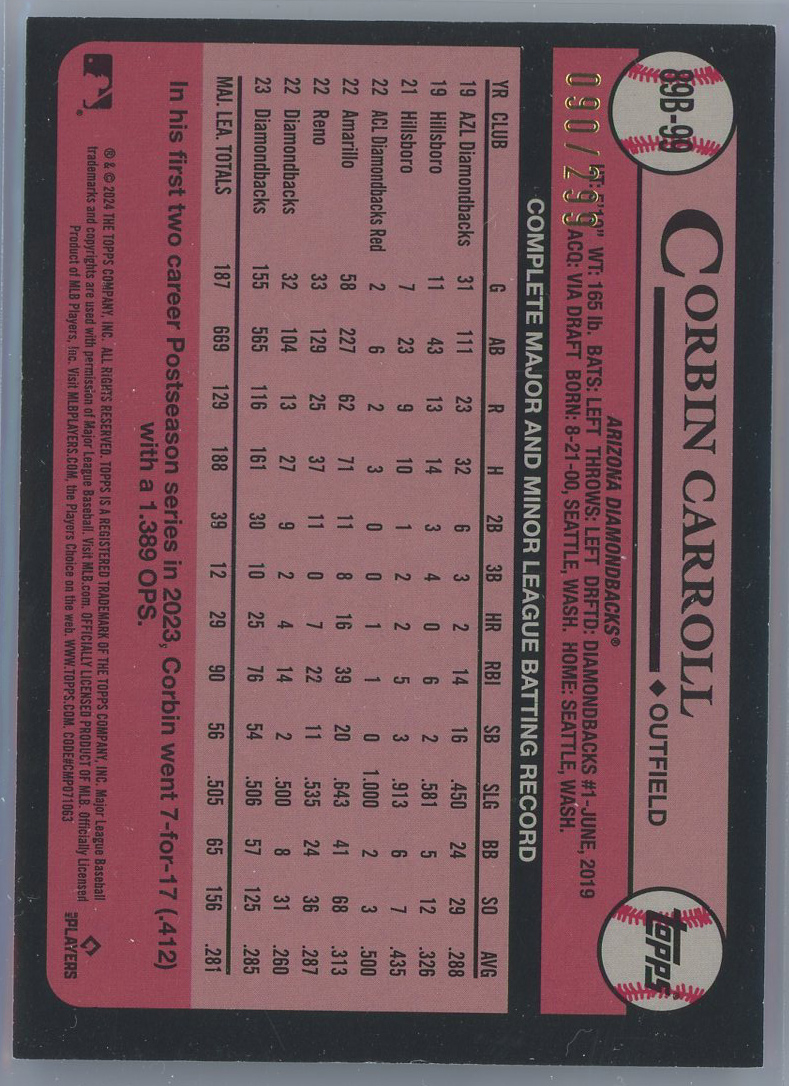 89B-99
CORBIN CARROLL ◆ OUTFIELD
topps®
ARIZONA DIAMONDBACKS®
090/299
HT: 5'10" WT: 165 lb. BATS: LEFT THROWS: LEFT DRFTD: DIAMONDBACKS #1-JUNE, 2019
ACQ: VIA DRAFT BORN: 8-21-00, SEATTLE, WASH. HOME: SEATTLE, WASH.
COMPLETE MAJOR AND MINOR LEAGUE BATTING RECORD
YR CLUB G AB R H 2B 3B HR RBI SB SLG BB SO AVG
19 AZL Diamondbacks 31 111 23 32 6 3 2 14 16 .450 24 29 .288
19 Hillsboro 11 43 13 14 3 4 0 6 2 .581 5 12 .326
21 Hillsboro 7 23 9 10 1 2 2 5 3 .913 6 7 .435
22 ACL Diamondbacks Red 2 6 2 3 0 0 1 1 0 1.000 2 3 .500
22 Amarillo 58 227 62 71 11 8 16 39 20 .643 41 68 .313
22 Reno 33 129 25 37 11 0 7 22 11 .535 24 36 .287
22 Diamondbacks 32 104 13 27 9 2 4 14 2 .500 8 31 .260
23 Diamondbacks 155 565 116 161 30 10 25 76 54 .506 57 125 .285
MAJ. LEA. TOTALS 187 669 129 188 39 12 29 90 56 .505 65 156 .281
In his first two career Postseason series in 2023, Corbin went 7-for-17 (.412)
with a 1.389 OPS.
® & © 2024 THE TOPPS COMPANY, INC. ALL RIGHTS RESERVED. TOPPS IS A REGISTERED TRADEMARK OF THE TOPPS COMPANY, INC. Major League Baseball
trademarks and copyrights are used with permission of Major League Baseball. Visit MLB.com. OFFICIALLY LICENSED PRODUCT OF MLB. Officially Licensed
Product of MLB Players, Inc. Visit MLBPLAYERS.COM, the Players Choice on the web. WWW.TOPPS.COM. CODE#CMP071063
MLB PLAYERS